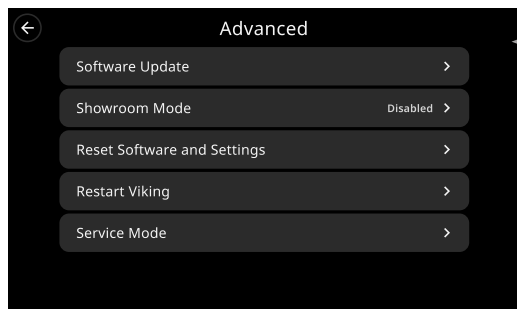 Advanced
Software Update
Showroom Mode Disabled
Reset Software and Settings
Restart Viking
Service Mode